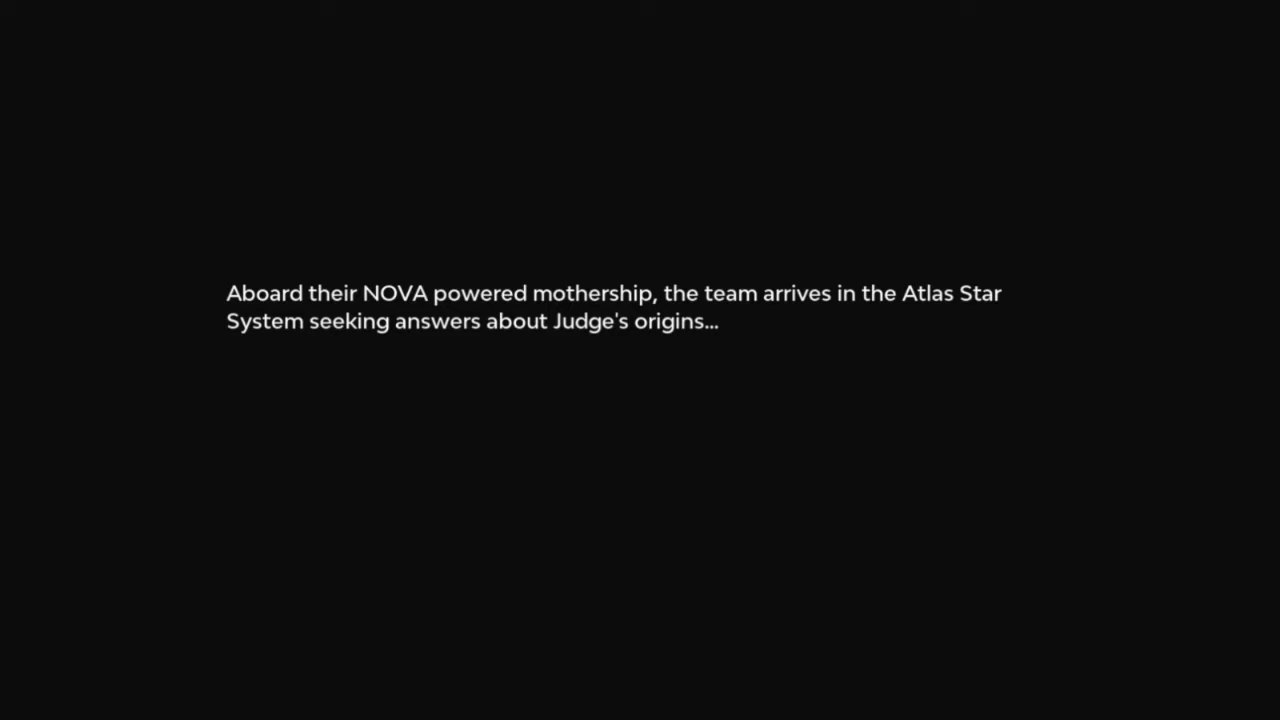 Aboard their NOVA powered mothership, the team arrives in the Atlas Star
System seeking answers about Judge's origins...